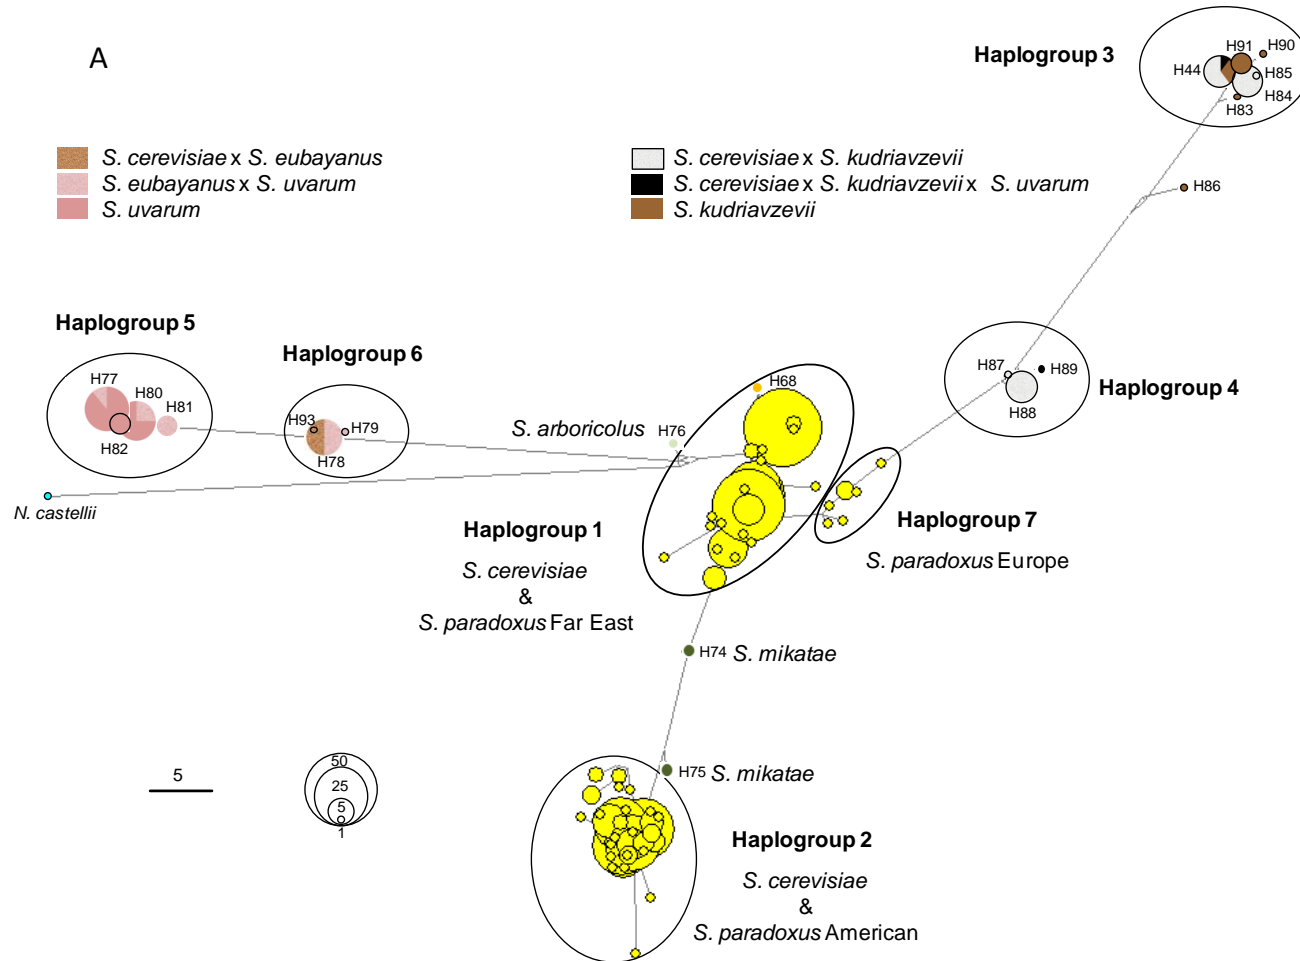 A
Haplogroup 3
H91
H90
H44
H85
H84
H83
S. cerevisiae x S. eubayanus
S. eubayanus x S. uvarum
S. uvarum
S. cerevisiae x S. kudriavzevii
S. cerevisiae x S. kudriavzevii x S. uvarum
S. kudriavzevii
H86
Haplogroup 5
H77
H80
H81
H82
Haplogroup 6
H93
H79
H78
N. castellii
S. arboricolus
H76
H68
H87
H89
H88
Haplogroup 4
Haplogroup 1
S. cerevisiae
&
S. paradoxus Far East
Haplogroup 7
S. paradoxus Europe
H74 S. mikatae
H75 S. mikatae
5
50
25
5
1
Haplogroup 2
S. cerevisiae
&
S. paradoxus American